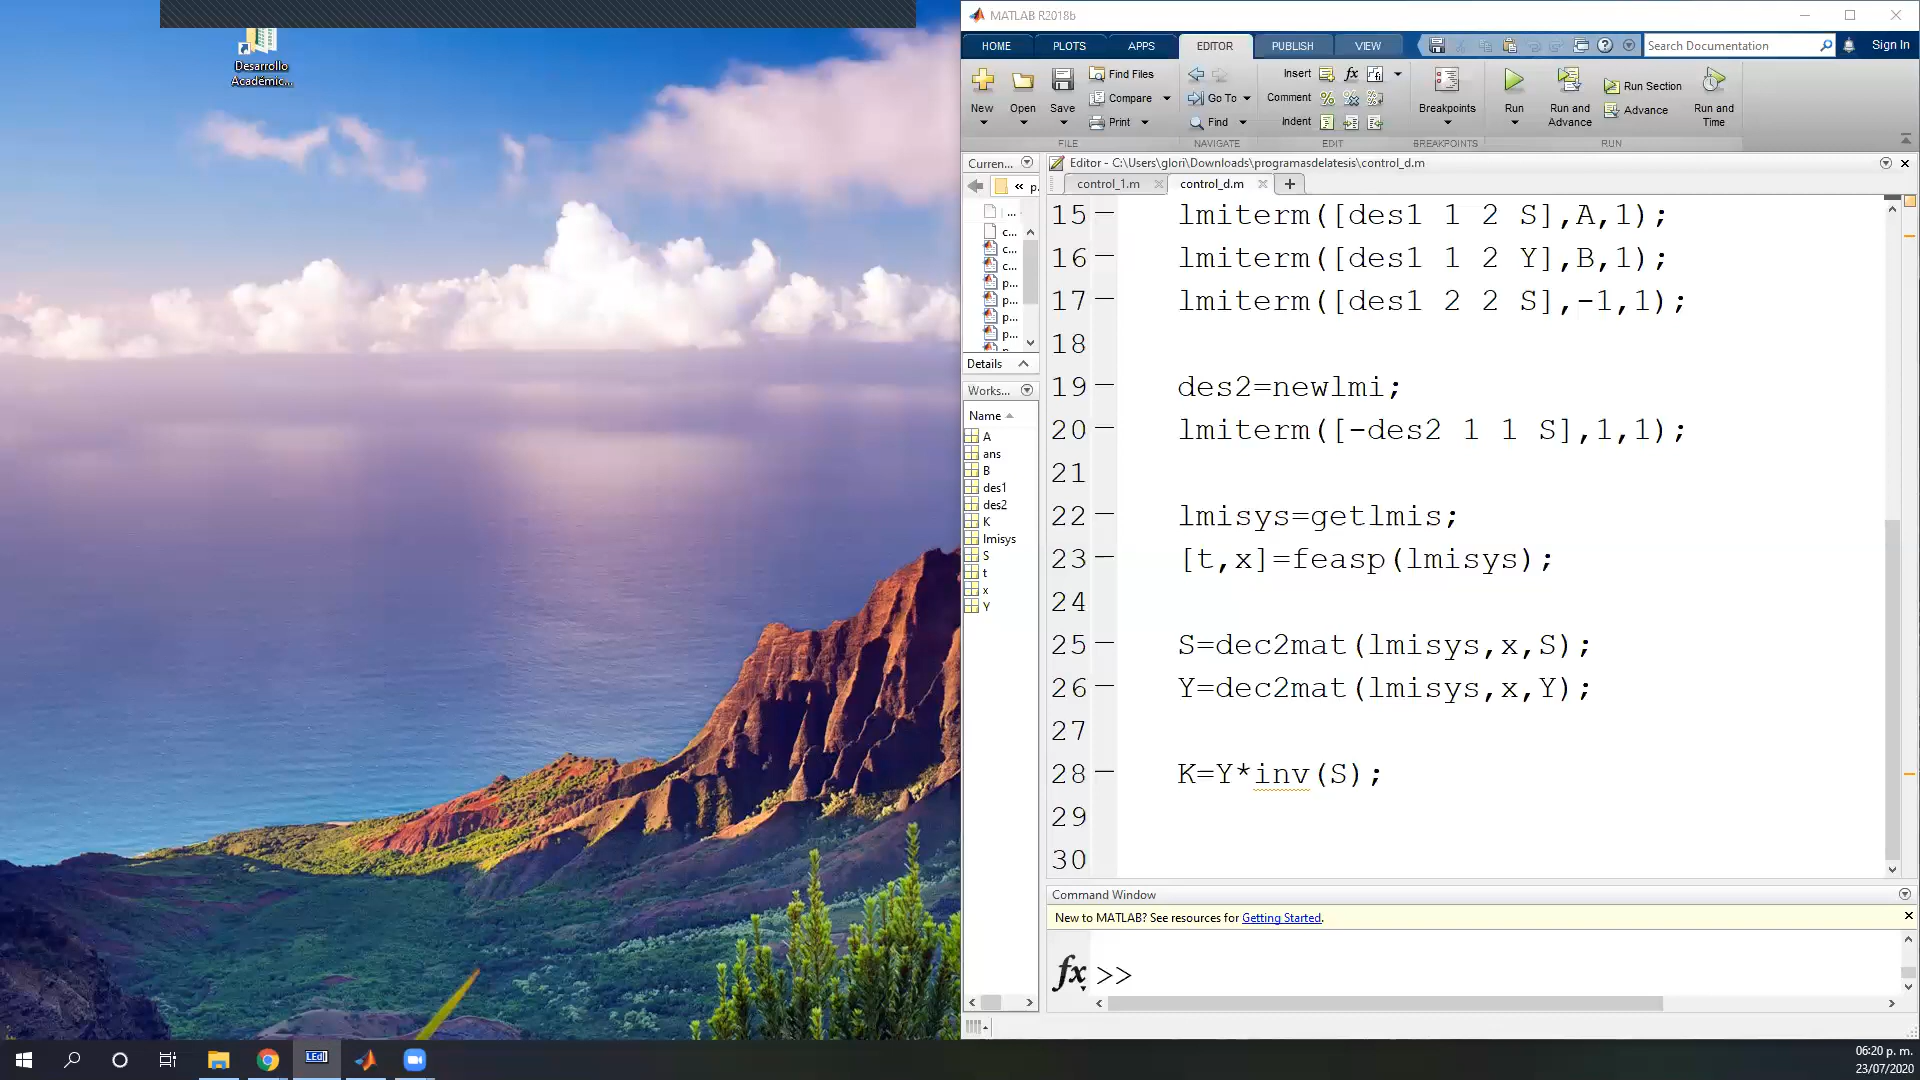 Desarrollo
Académic...
MATLAB R2018b
HOME PLOTS APPS EDITOR PUBLISH VIEW Search Documentation Sign In
New Open Save Find Files Compare Print
Go To Find
Insert Comment Indent
Breakpoints
Run Run and Advance Run Section Advance Run and Time
FILE NAVIGATE EDIT BREAKPOINTS RUN
Curren...
Editor - C:\Users\glori\Downloads\programasdelatesis\control_d.m
« p.
control_1.m control_d.m +
...
c...
c...
c...
p...
p...
p...
p...
Details
Works...
Name
A
ans
B
des1
des2
K
lmisys
S
t
x
Y
15 lmiterm([des1 1 2 S],A,1);
16 lmiterm([des1 1 2 Y],B,1);
17 lmiterm([des1 2 2 S],-1,1);
18
19 des2=newlmi;
20 lmiterm([-des2 1 1 S],1,1);
21
22 lmisys=getlmis;
23 [t,x]=feasp(lmisys);
24
25 S=dec2mat(lmisys,x,S);
26 Y=dec2mat(lmisys,x,Y);
27
28 K=Y*inv(S);
29
30
Command Window
New to MATLAB? See resources for Getting Started.
fx >>
LEd
06:20 p. m.
23/07/2020